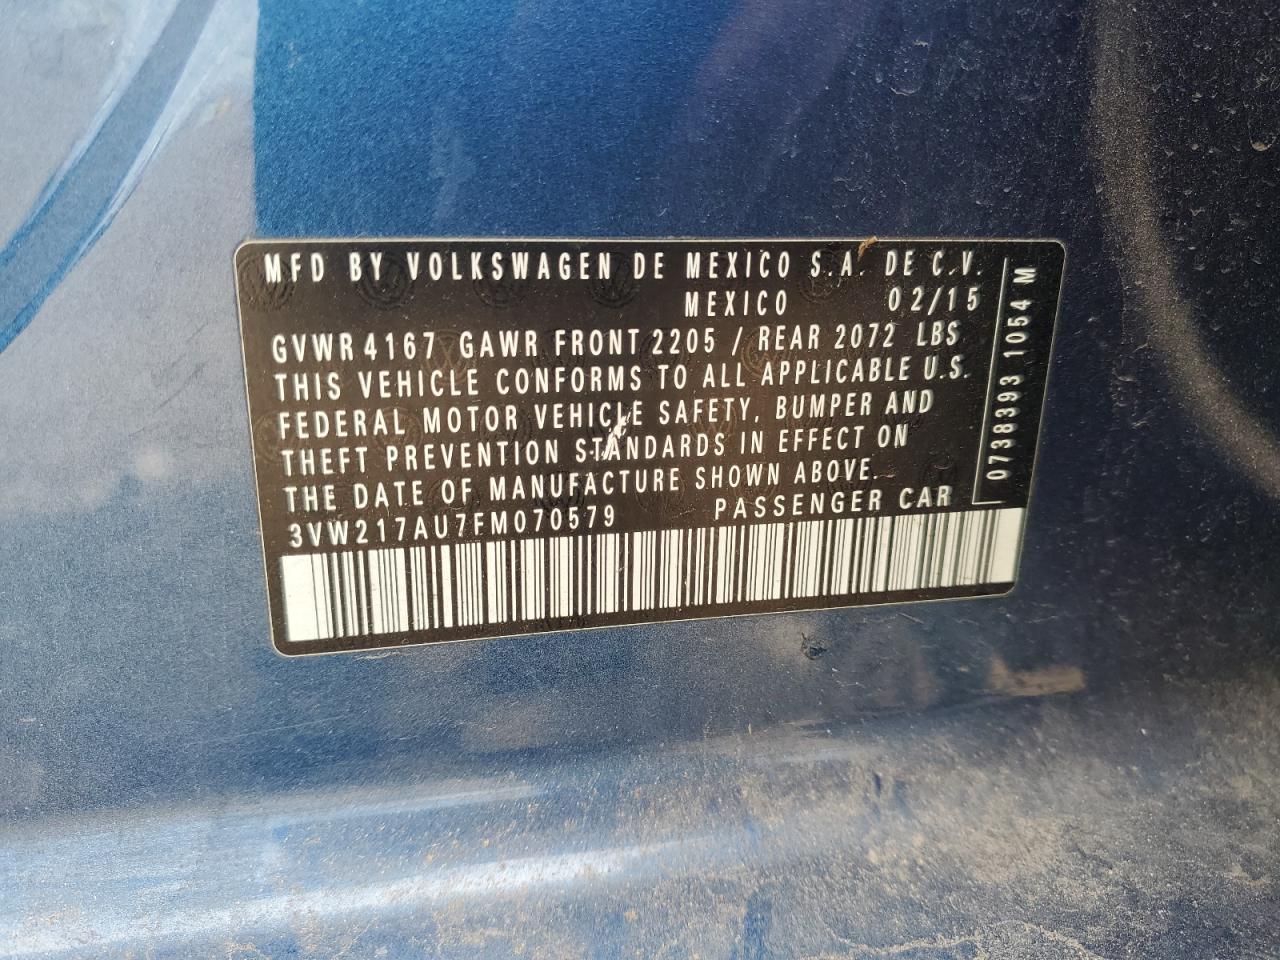 MFD BY VOLKSWAGEN DE MEXICO S.A. DE C.V.
MEXICO 02/15
GVWR 4167 GAWR FRONT 2205 / REAR 2072 LBS
THIS VEHICLE CONFORMS TO ALL APPLICABLE U.S.
FEDERAL MOTOR VEHICLE SAFETY, BUMPER AND
THEFT PREVENTION STANDARDS IN EFFECT ON
THE DATE OF MANUFACTURE SHOWN ABOVE.
3VW217AU7FM070579 PASSENGER CAR
0738393 1054 M